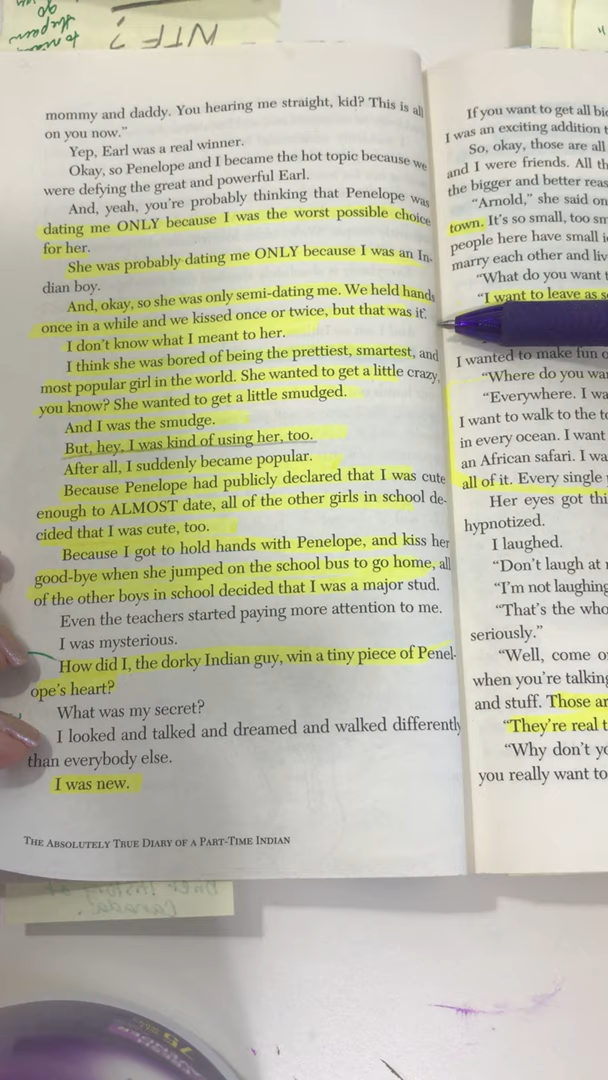 NTF?
mommy and daddy. You hearing me straight, kid? This is all
on you now."
Yep, Earl was a real winner.
Okay, so Penelope and I became the hot topic because we
were defying the great and powerful Earl.
And, yeah, you're probably thinking that Penelope was
dating me ONLY because I was the worst possible choice
for her.
She was probably dating me ONLY because I was an In-
dian boy.
And, okay, so she was only semi-dating me. We held hands
once in a while and we kissed once or twice, but that was it.
I don't know what I meant to her.
I think she was bored of being the prettiest, smartest, and
most popular girl in the world. She wanted to get a little crazy,
you know? She wanted to get a little smudged.
And I was the smudge.
But, hey, I was kind of using her, too.
After all, I suddenly became popular.
Because Penelope had publicly declared that I was cute
enough to ALMOST date, all of the other girls in school de-
cided that I was cute, too.
Because I got to hold hands with Penelope, and kiss her
good-bye when she jumped on the school bus to go home, all
of the other boys in school decided that I was a major stud.
Even the teachers started paying more attention to me.
I was mysterious.
How did I, the dorky Indian guy, win a tiny piece of Penel-
ope's heart?
What was my secret?
I looked and talked and dreamed and walked differently
than everybody else.
I was new.
THE ABSOLUTELY TRUE DIARY OF A PART-TIME INDIAN
If you want to get all
I was an exciting addition
So, okay, those are all
and I were friends. All
the bigger and better
"Arnold," she said on
town. It's so small, too
people here have small
marry each other and
"What do you want
"I want to leave as
I wanted to make fun
"Where do you
"Everywhere. I
I want to walk to the
in every ocean. I want
an African safari. I
all of it. Every single
Her eyes got
hypnotized.
I laughed.
"Don't laugh at
"I'm not laughing
"That's the
seriously."
"Well, come
when you're talking
and stuff. Those
"They're real
"Why don't
you really want to
Canada.
75